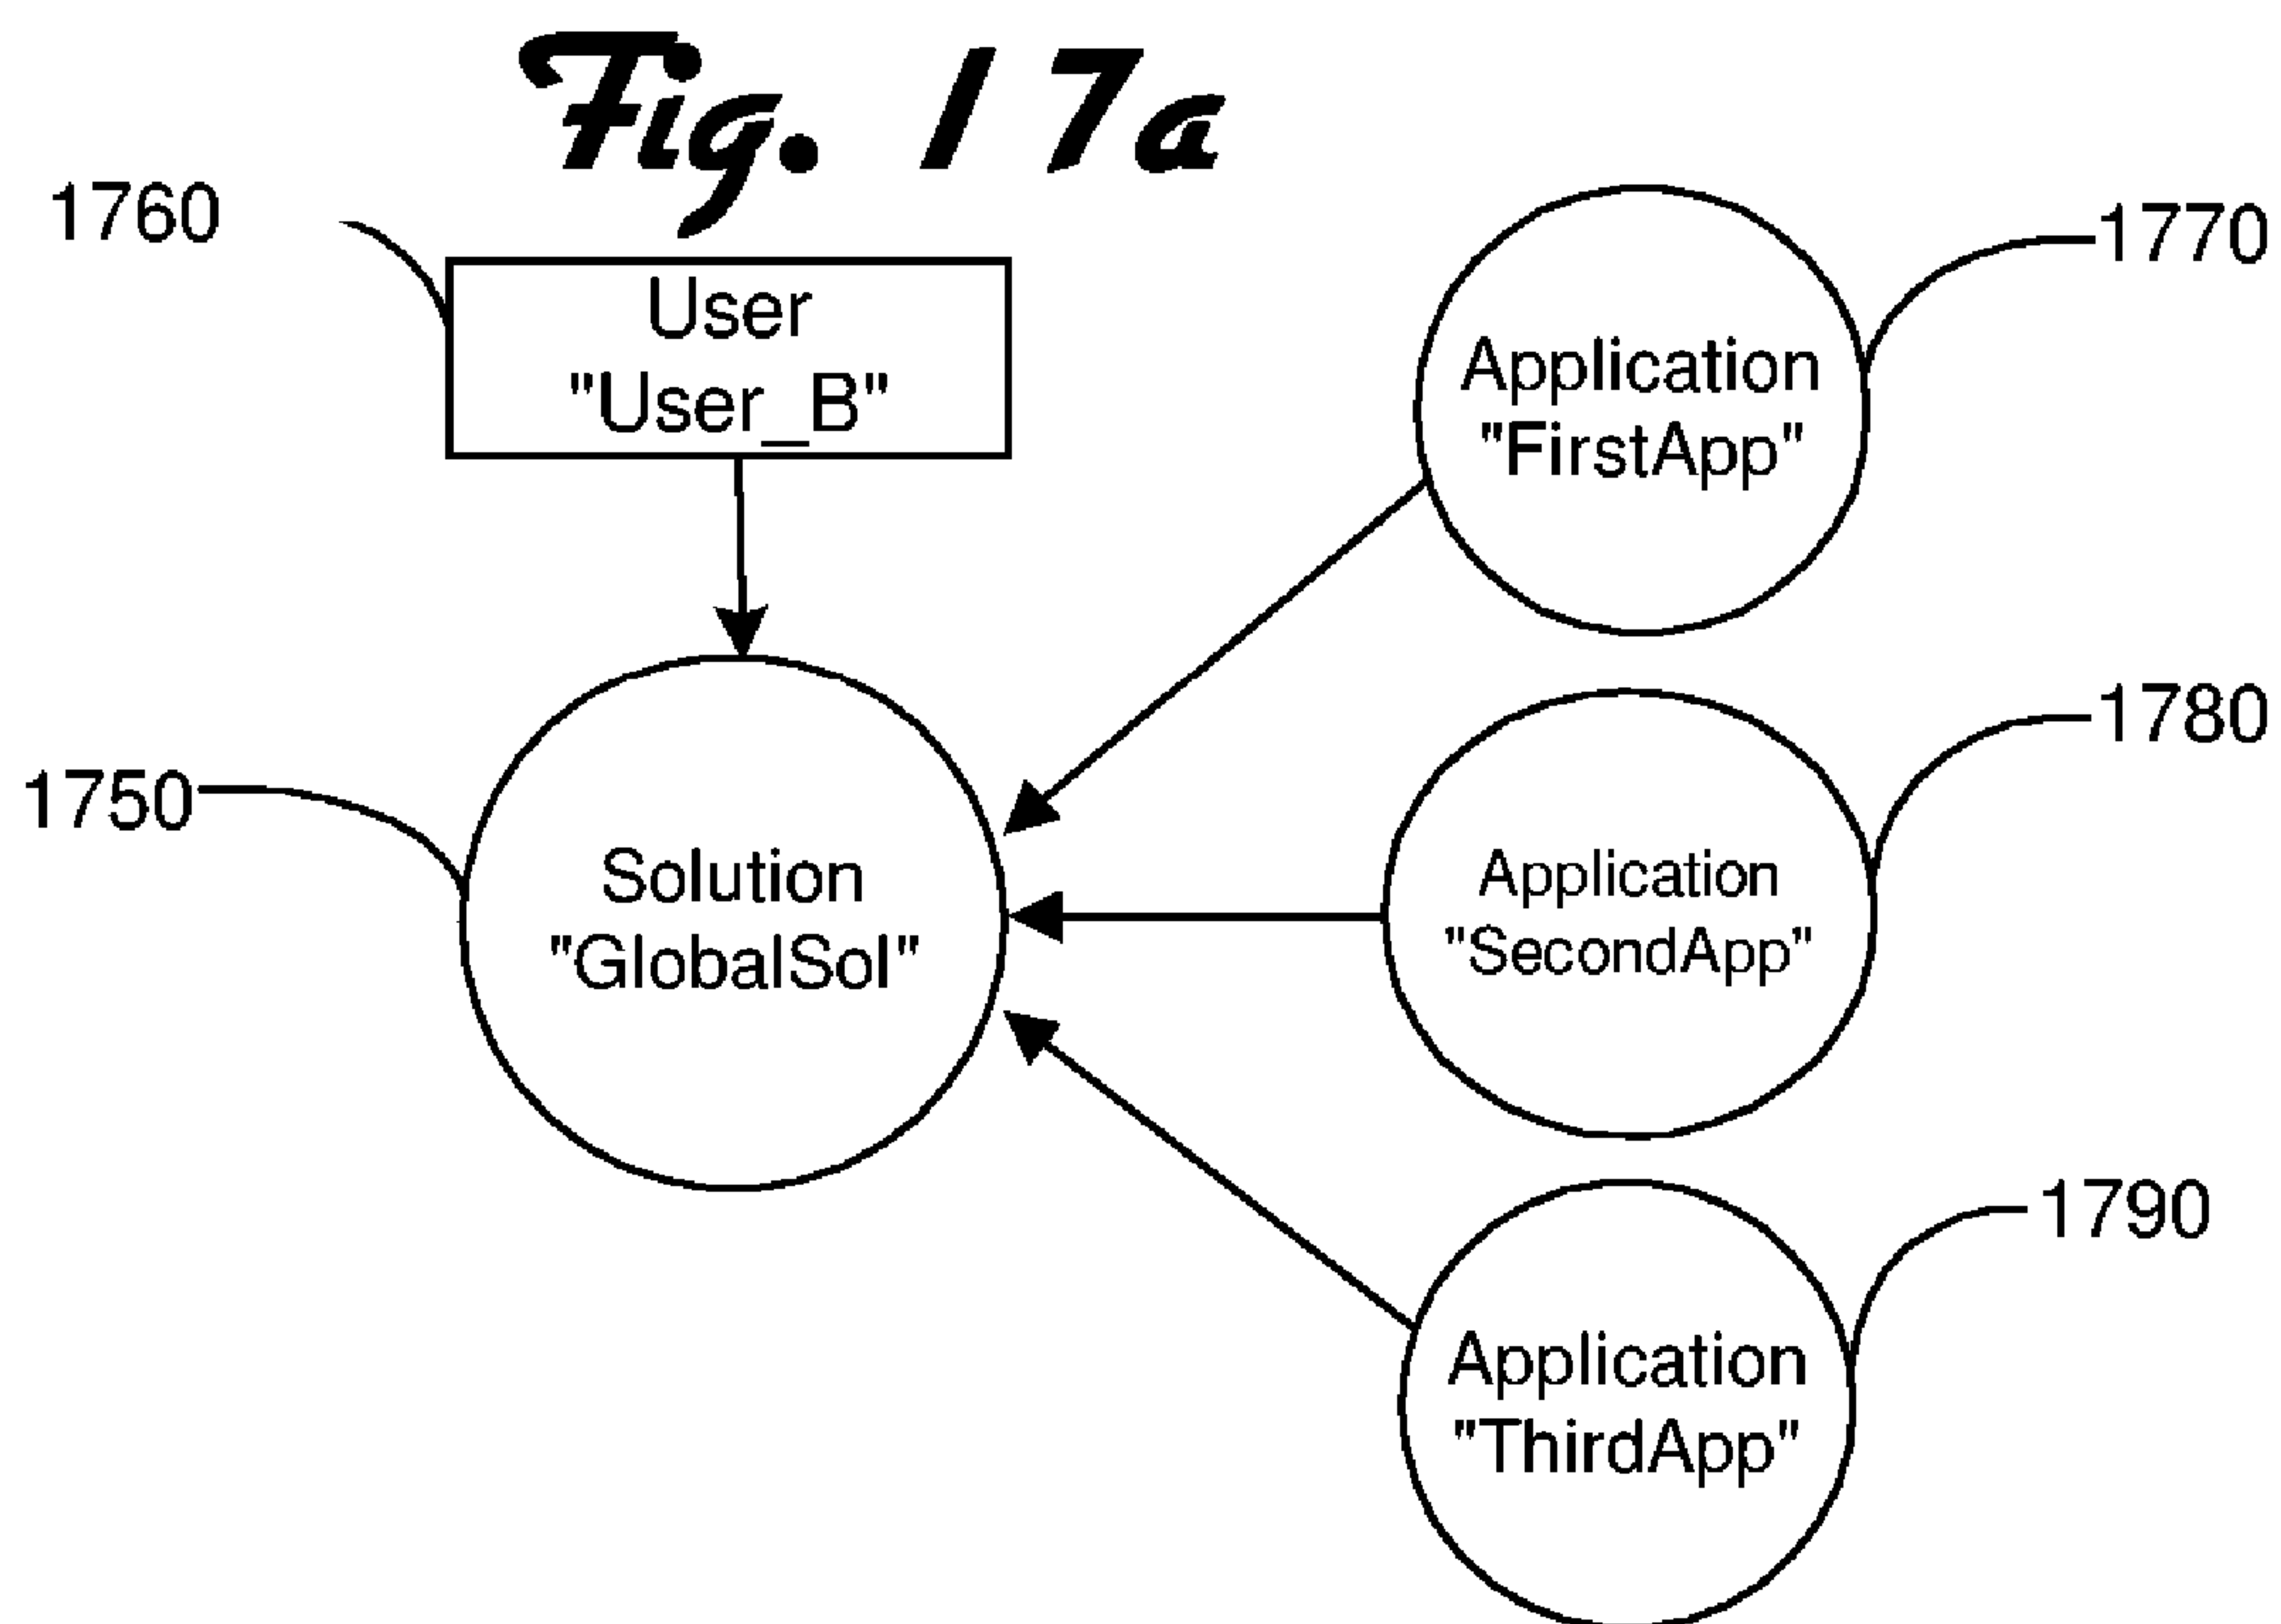 Fig. 17a
1760
User
"User_B"
1770
Application
"FirstApp"
1780
Application
"SecondApp"
1750
Solution
"GlobalSol"
1790
Application
"ThirdApp"